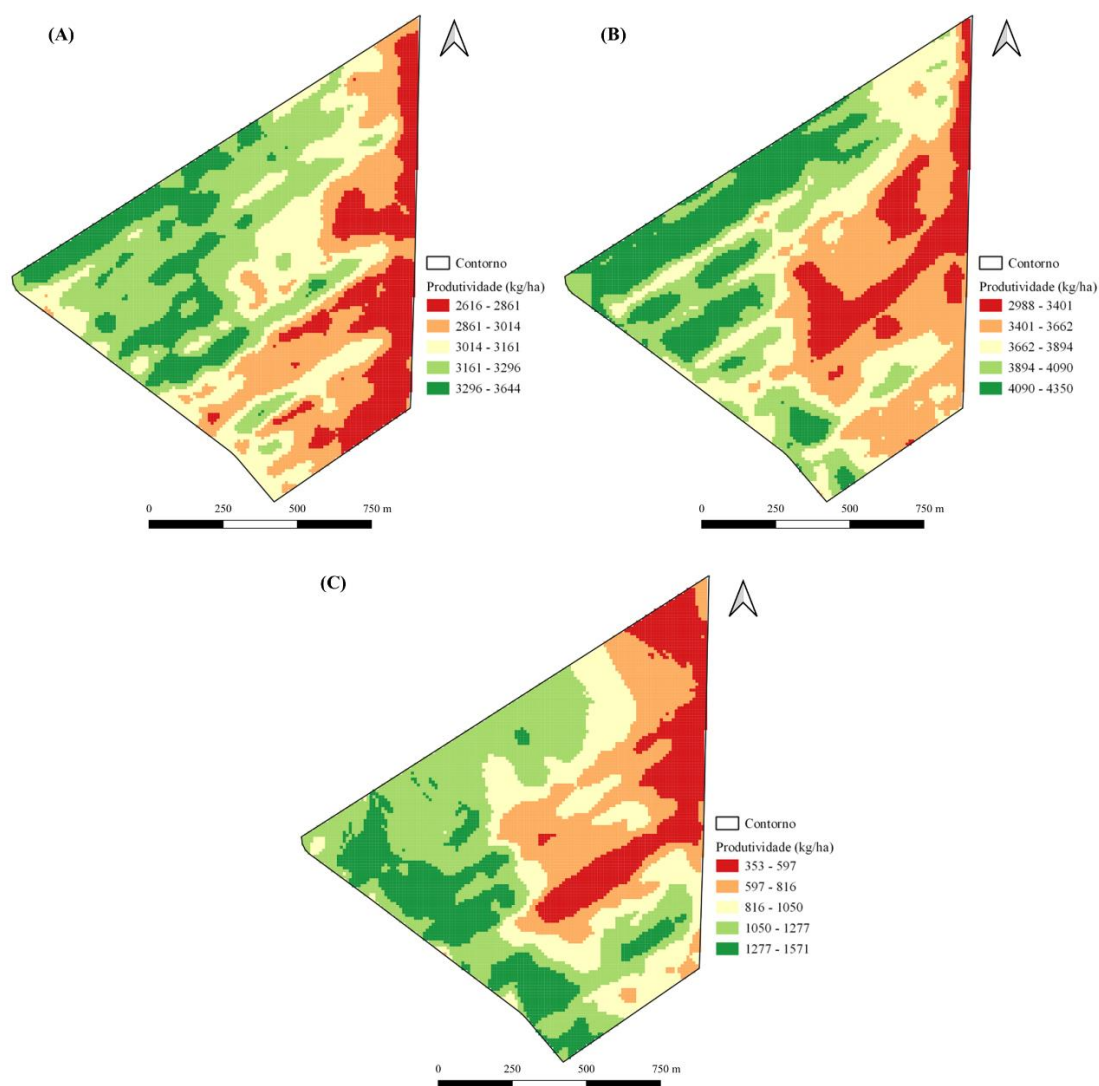 (A)
Contorno
Produtividade (kg/ha)
2616 - 2861
2861 - 3014
3014 - 3161
3161 - 3296
3296 - 3644
0 250 500 750 m
(B)
Contorno
Produtividade (kg/ha)
2988 - 3401
3401 - 3662
3662 - 3894
3894 - 4090
4090 - 4350
0 250 500 750 m
(C)
Contorno
Produtividade (kg/ha)
353 - 597
597 - 816
816 - 1050
1050 - 1277
1277 - 1571
0 250 500 750 m